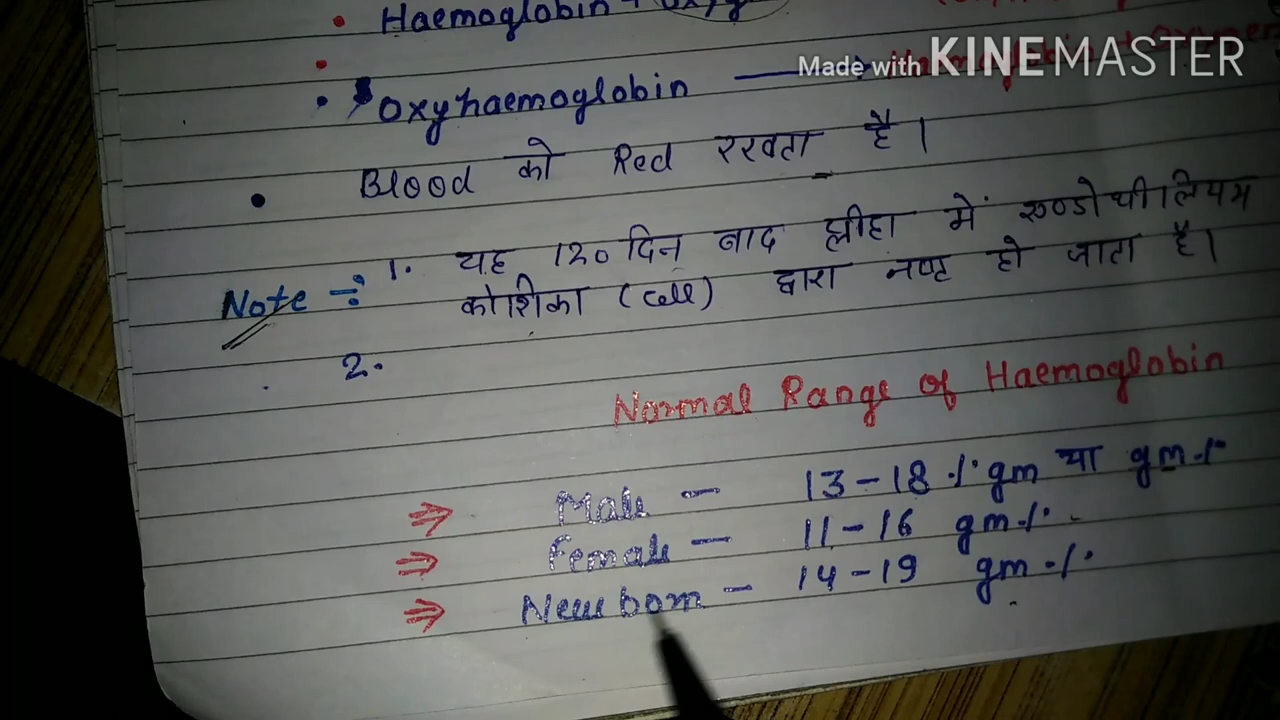 Haemoglobin + Oxy
Made with KINEMASTER
Oxyhaemoglobin
Blood को Red रखता है।
Note ÷ 1. यह 120 दिन बाद प्लीहा में एण्डोथीलियम
कोशिका (Cell) द्वारा नष्ट हो जाता है।
2.
Normal Range of Haemoglobin
⇒ Male - 13-18 % gm या gm%
⇒ Female - 11-16 gm%
⇒ New born - 14-19 gm%